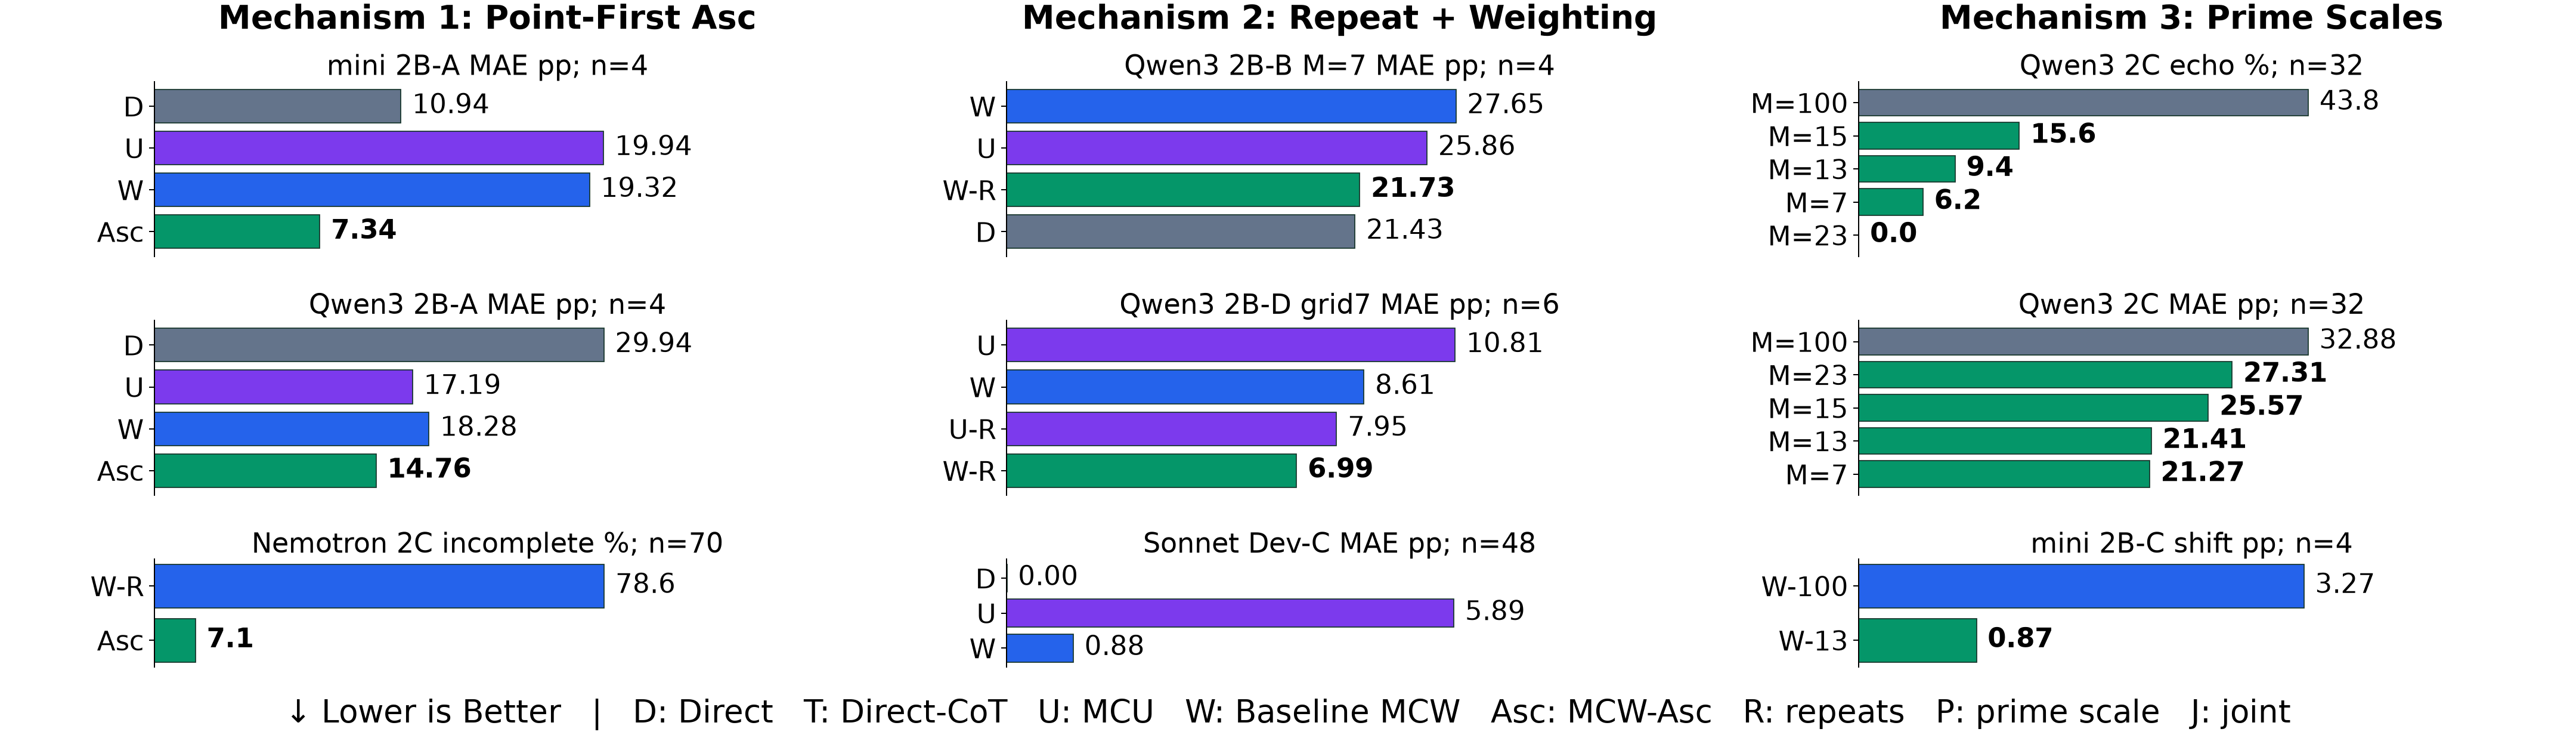 Mechanism 1: Point-First Asc
mini 2B-A MAE pp; n=4
D 10.94
U 19.94
W 19.32
Asc 7.34
Qwen3 2B-A MAE pp; n=4
D 29.94
U 17.19
W 18.28
Asc 14.76
Nemotron 2C incomplete %; n=70
W-R 78.6
Asc 7.1
Mechanism 2: Repeat + Weighting
Qwen3 2B-B M=7 MAE pp; n=4
W 27.65
U 25.86
W-R 21.73
D 21.43
Qwen3 2B-D grid7 MAE pp; n=6
U 10.81
W 8.61
U-R 7.95
W-R 6.99
Sonnet Dev-C MAE pp; n=48
D 0.00
U 5.89
W 0.88
Mechanism 3: Prime Scales
Qwen3 2C echo %; n=32
M=100 43.8
M=15 15.6
M=13 9.4
M=7 6.2
M=23 0.0
Qwen3 2C MAE pp; n=32
M=100 32.88
M=23 27.31
M=15 25.57
M=13 21.41
M=7 21.27
mini 2B-C shift pp; n=4
W-100 3.27
W-13 0.87
↓ Lower is Better | D: Direct T: Direct-CoT U: MCU W: Baseline MCW Asc: MCW-Asc R: repeats P: prime scale J: joint